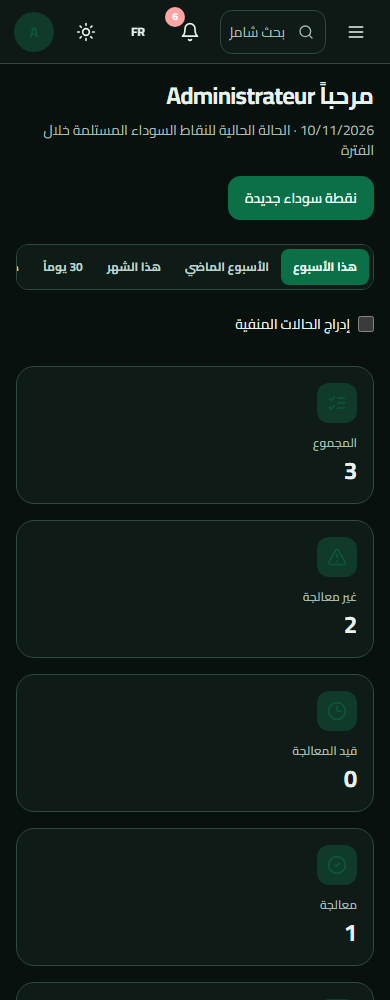 بحث شامل
6
FR
A
مرحباً Administrateur
10/11/2026 · الحالة الحالية للنقاط السوداء المستلمة خلال
الفترة
نقطة سوداء جديدة
هذا الأسبوع الأسبوع الماضي هذا الشهر 30 يوماً
إدراج الحالات المنفية
المجموع
3
غير معالجة
2
قيد المعالجة
0
معالجة
1